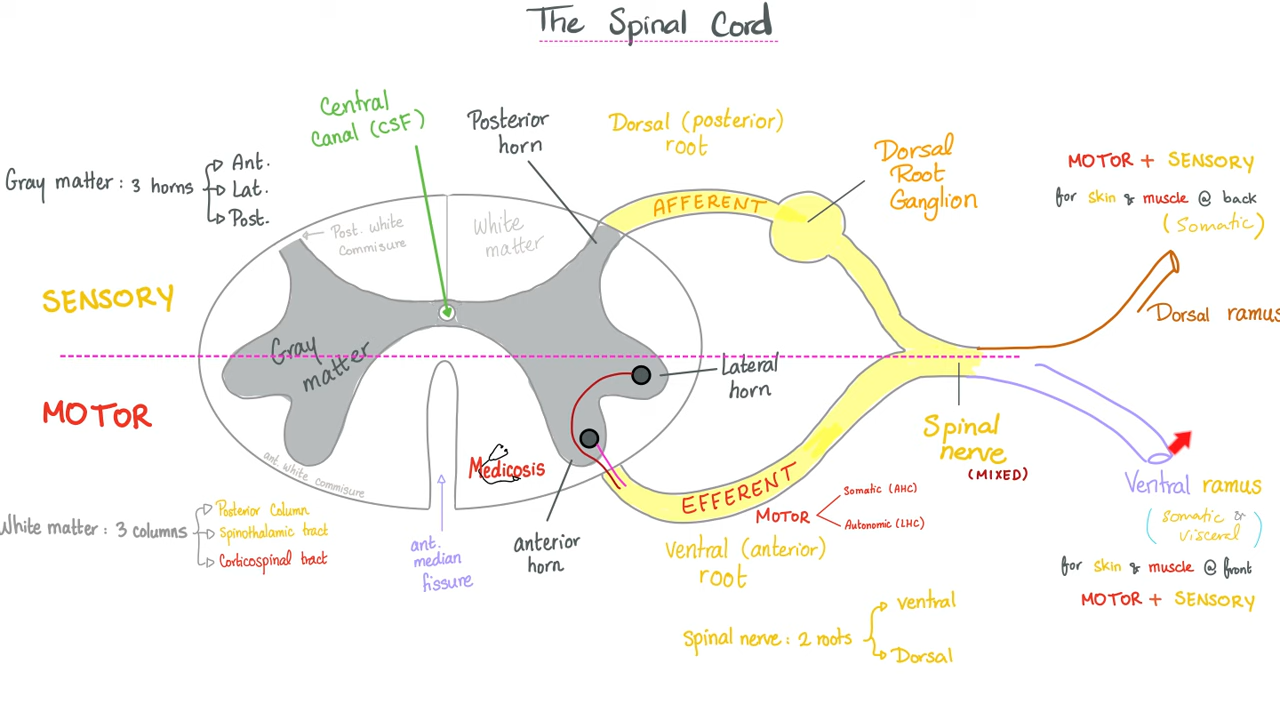 The Spinal Cord
Central
Canal (CSF)
Posterior
horn
Dorsal (posterior)
root
Dorsal
Root
Ganglion
MOTOR + SENSORY
for skin & muscle @ back
(Somatic)
Gray matter: 3 horns
Ant.
Lat.
Post.
Post. white
Commisure
White
matter
AFFERENT
SENSORY
Dorsal ramus
Gray
matter
Lateral
horn
MOTOR
Spinal
nerve
(MIXED)
ant. white commisure
Medicosis
EFFERENT
MOTOR
Somatic (AHC)
Autonomic (LHC)
Ventral ramus
(Somatic &
visceral)
for skin & muscle @ front
MOTOR + SENSORY
White matter: 3 columns
Posterior Column
Spinothalamic tract
Corticospinal tract
ant.
median
fissure
anterior
horn
Ventral (anterior)
root
Spinal nerve: 2 roots
Ventral
Dorsal